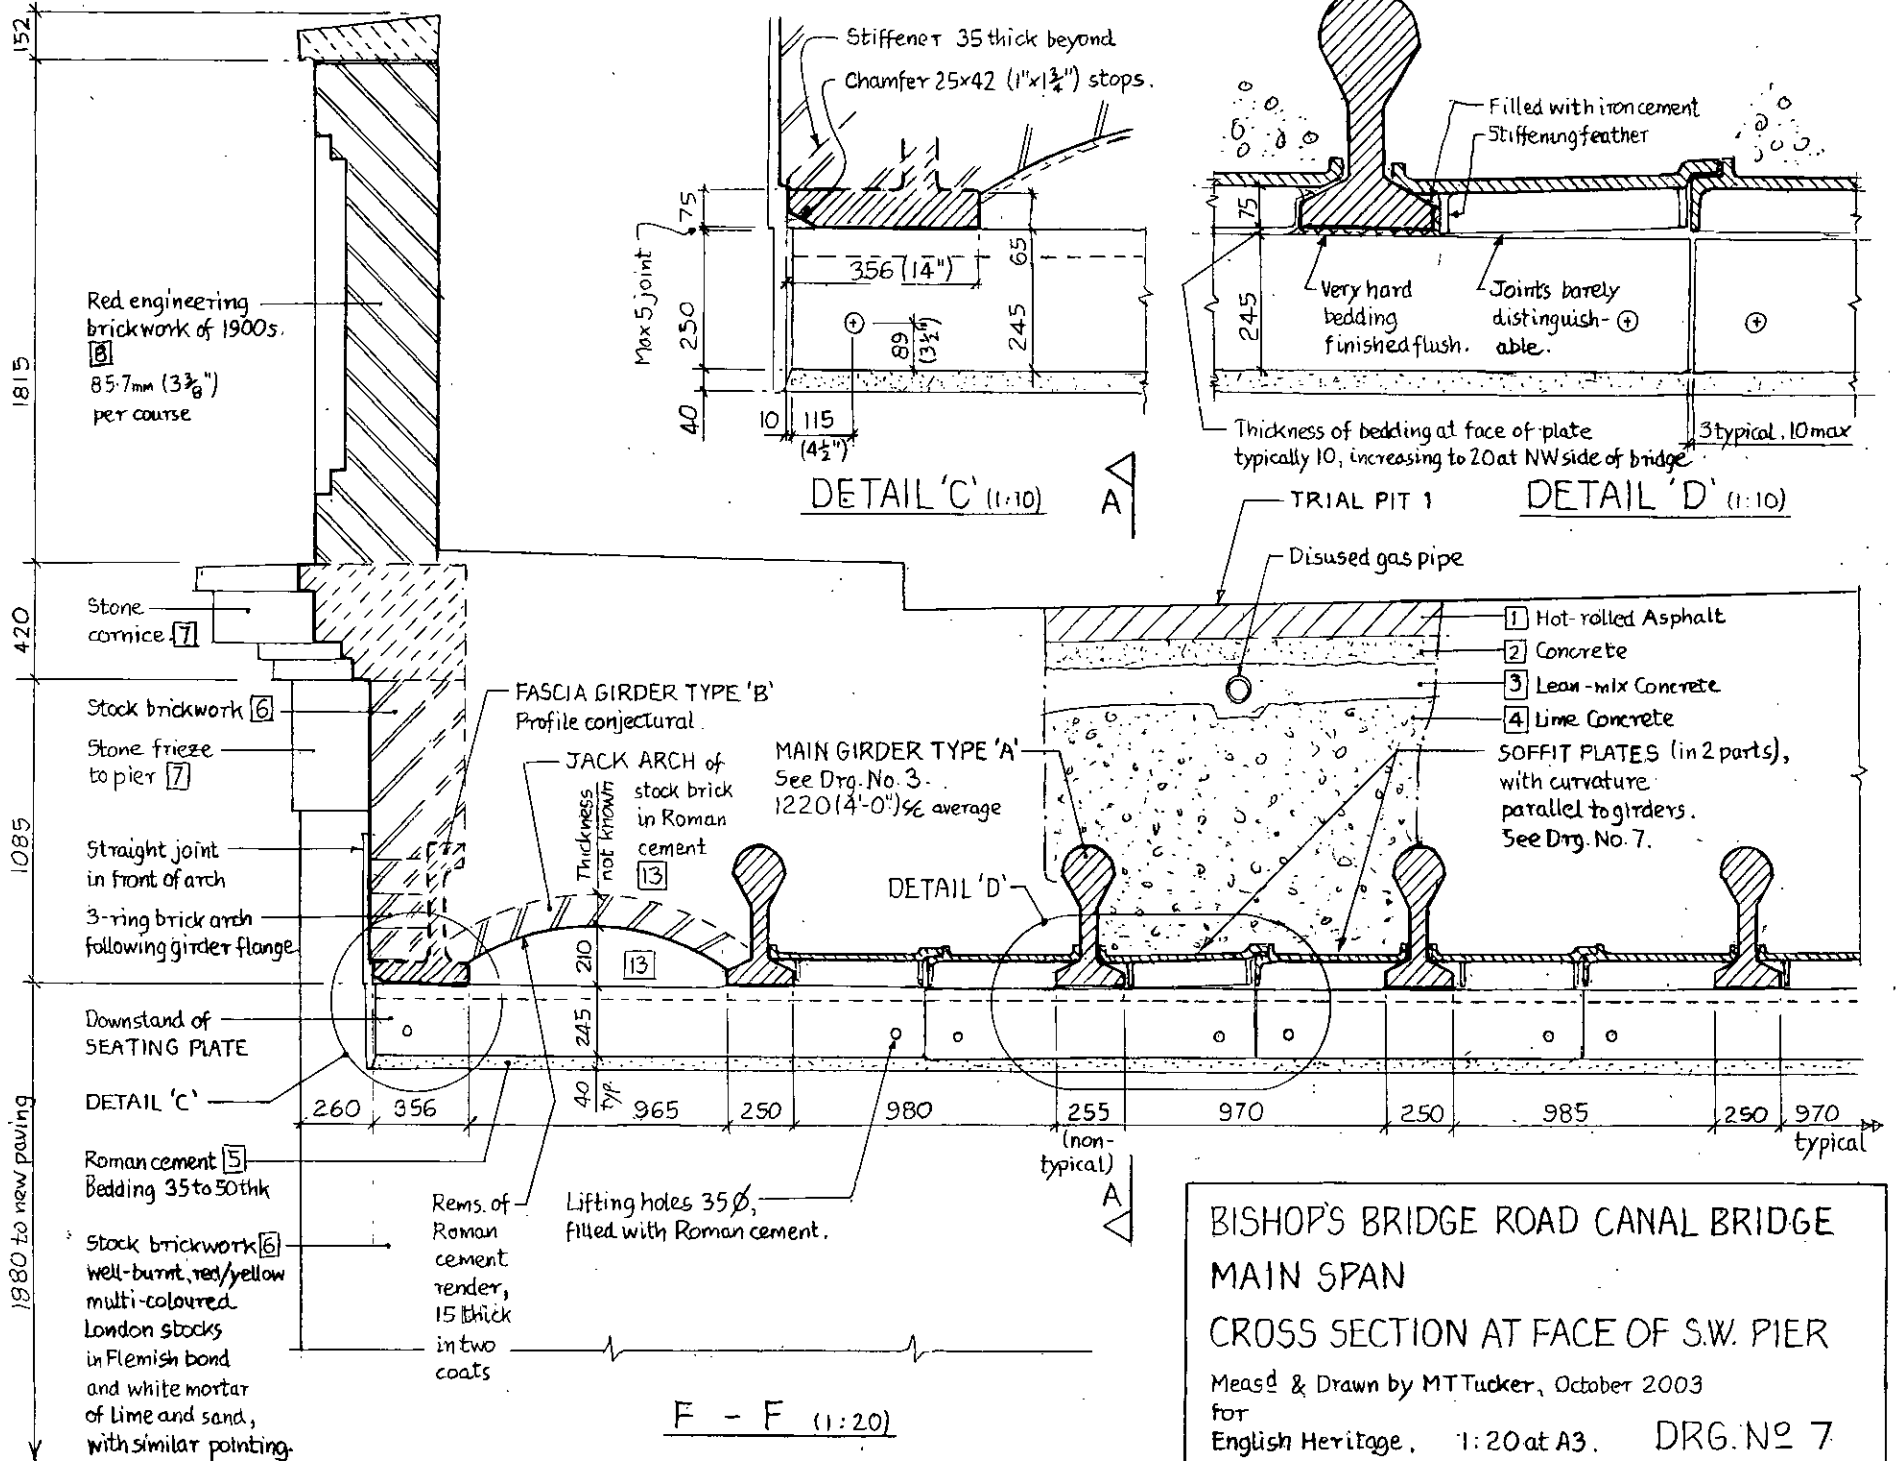 152
1815
420
1085
1880 to new paving
Red engineering
brickwork of 1900s.
8
85·7mm (3 3/8")
per course
Stone
cornice 7
Stock brickwork 6
Stone frieze
to pier 7
Straight joint
in front of arch
3-ring brick arch
following girder flange
Downstand of
SEATING PLATE
DETAIL 'C'
Roman cement 5
Bedding 35 to 50 thk
Stock brickwork 6
well-burnt, red/yellow
multi-coloured
London stocks
in Flemish bond
and white mortar
of lime and sand,
with similar pointing.
Stiffener 35 thick beyond
Chamfer 25x42 (1"x1 3/4") stops.
Max 5 joint
75
230
40
356 (14")
65
245
89
(3 1/2")
10
115
(4 1/2")
DETAIL 'C' (1:10)
A
Filled with iron cement
Stiffening feather
75
245
Very hard
bedding
finished flush.
Joints barely
distinguish-
able.
Thickness of bedding at face of plate
typically 10, increasing to 20 at NW side of bridge
3 typical, 10 max
DETAIL 'D' (1:10)
TRIAL PIT 1
Disused gas pipe
1 Hot-rolled Asphalt
2 Concrete
3 Lean-mix Concrete
4 Lime Concrete
SOFFIT PLATES (in 2 parts),
with curvature
parallel to girders.
See Drg. No. 7.
FASCIA GIRDER TYPE 'B'
Profile conjectural
JACK ARCH of
stock brick
in Roman
cement
13
Thickness
not known
MAIN GIRDER TYPE 'A'
See Drg. No. 3.
1220 (4'-0") c/c average
DETAIL 'D'
210
13
245
40
typ.
260
356
965
250
980
255
(non-
typical)
970
250
985
250
970
typical
A
Rems. of
Roman
cement
render,
15 thick
in two
coats
Lifting holes 35Ø,
filled with Roman cement.
F - F (1:20)
BISHOP'S BRIDGE ROAD CANAL BRIDGE
MAIN SPAN
CROSS SECTION AT FACE OF S.W. PIER
Measd & Drawn by MT Tucker, October 2003
for
English Heritage. 1:20 at A3. DRG. No 7